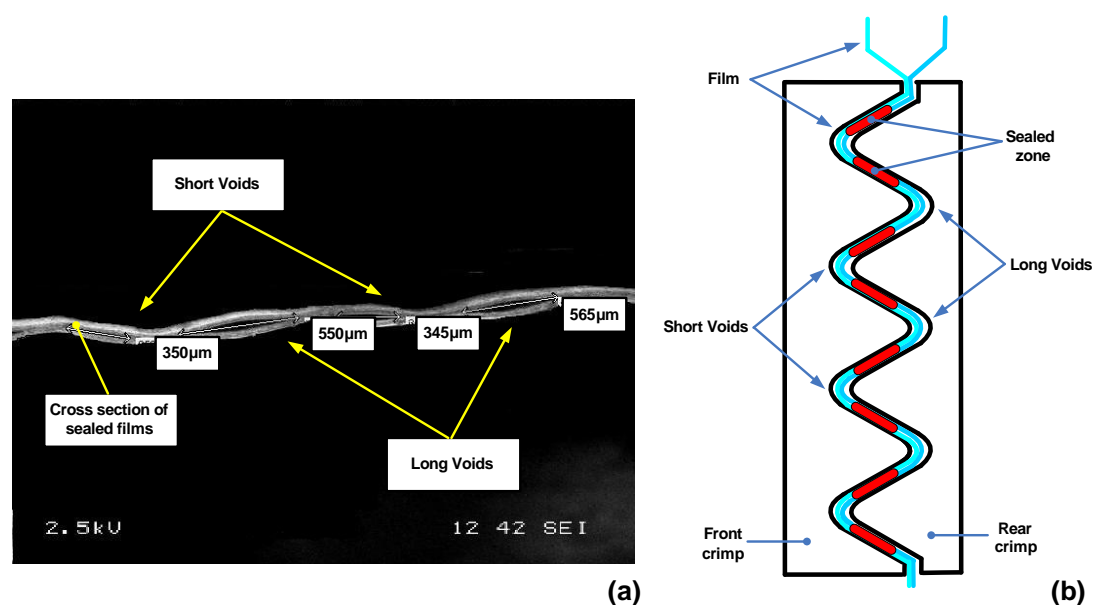 Short Voids
350µm
550µm
345µm
565µm
Cross section of
sealed films
Long Voids
2.5kV
12 42 SEI
(a)
Film
Sealed
zone
Short Voids
Long Voids
Front
crimp
Rear
crimp
(b)